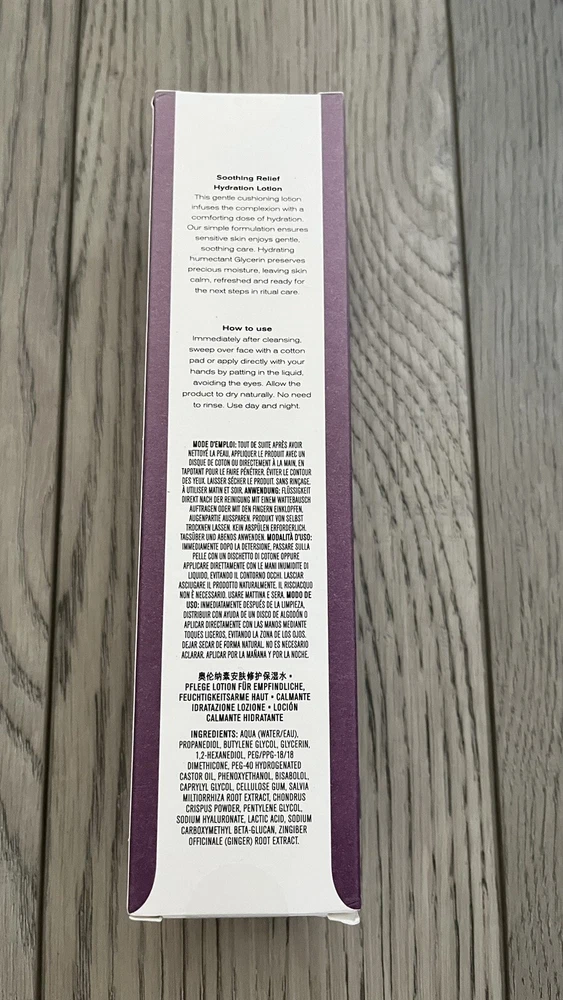 Soothing Relief
Hydration Lotion
This gentle cushioning lotion
infuses the complexion with a
comforting dose of hydration.
Our simple formulation ensures
sensitive skin enjoys gentle,
soothing care. Hydrating
humectant Glycerin preserves
precious moisture, leaving skin
calm, refreshed and ready for
the next steps in ritual care.
How to use
Immediately after cleansing,
sweep over face with a cotton
pad or apply directly with your
hands by patting in the liquid,
avoiding the eyes. Allow the
product to dry naturally. No need
to rinse. Use day and night.
MODE D'EMPLOI: TOUT DE SUITE APRÈS AVOIR
NETTOYÉ LA PEAU, APPLIQUER LE PRODUIT AVEC UN
DISQUE DE COTON OU DIRECTEMENT À LA MAIN, EN
TAPOTANT POUR LE FAIRE PÉNÉTRER. ÉVITER LE CONTOUR
DES YEUX. LAISSER SÉCHER LE PRODUIT. SANS RINÇAGE.
À UTILISER MATIN ET SOIR. ANWENDUNG: FLÜSSIGKEIT
DIREKT NACH DER REINIGUNG MIT EINEM WATTEBAUSCH
AUFTRAGEN ODER MIT DEN FINGERN EINKLOPFEN,
AUGENPARTIE AUSSPAREN. PRODUKT VON SELBST
TROCKNEN LASSEN. KEIN ABSPÜLEN ERFORDERLICH.
TAGSÜBER UND ABENDS ANWENDEN. MODALITÀ D'USO:
IMMEDIAMENTE DOPO LA DETERSIONE, PASSARE SULLA
PELLE CON UN DISCHETTO DI COTONE OPPURE
APPLICARE DIRETTAMENTE CON LE MANI INUMIDITE DI
LIQUIDO, EVITANDO IL CONTORNO OCCHI. LASCIAR
ASCIUGARE IL PRODOTTO NATURALMENTE. IL RISCIACQUO
NON È NECESSARIO. USARE MATTINA E SERA. MODO DE
USO: INMEDIATAMENTE DESPUÉS DE LA LIMPIEZA,
DISTRIBUIR CON AYUDA DE UN DISCO DE ALGODÓN O
APLICAR DIRECTAMENTE CON LAS MANOS MEDIANTE
TOQUES LIGEROS, EVITANDO LA ZONA DE LOS OJOS.
DEJAR SECAR DE FORMA NATURAL. NO ES NECESARIO
ACLARAR. APLICAR POR LA MAÑANA Y POR LA NOCHE.
奥伦纳素安肤修护保湿水 •
PFLEGE LOTION FÜR EMPFINDLICHE,
FEUCHTIGKEITSARME HAUT • CALMANTE
IDRATAZIONE LOZIONE • LOCIÓN
CALMANTE HIDRATANTE
INGREDIENTS: AQUA (WATER/EAU),
PROPANEDIOL, BUTYLENE GLYCOL, GLYCERIN,
1,2-HEXANEDIOL, PEG/PPG-18/18
DIMETHICONE, PEG-40 HYDROGENATED
CASTOR OIL, PHENOXYETHANOL, BISABOLOL,
CAPRYLYL GLYCOL, CELLULOSE GUM, SALVIA
MILTIORRHIZA ROOT EXTRACT, CHONDRUS
CRISPUS POWDER, PENTYLENE GLYCOL,
SODIUM HYALURONATE, LACTIC ACID, SODIUM
CARBOXYMETHYL BETA-GLUCAN, ZINGIBER
OFFICINALE (GINGER) ROOT EXTRACT.